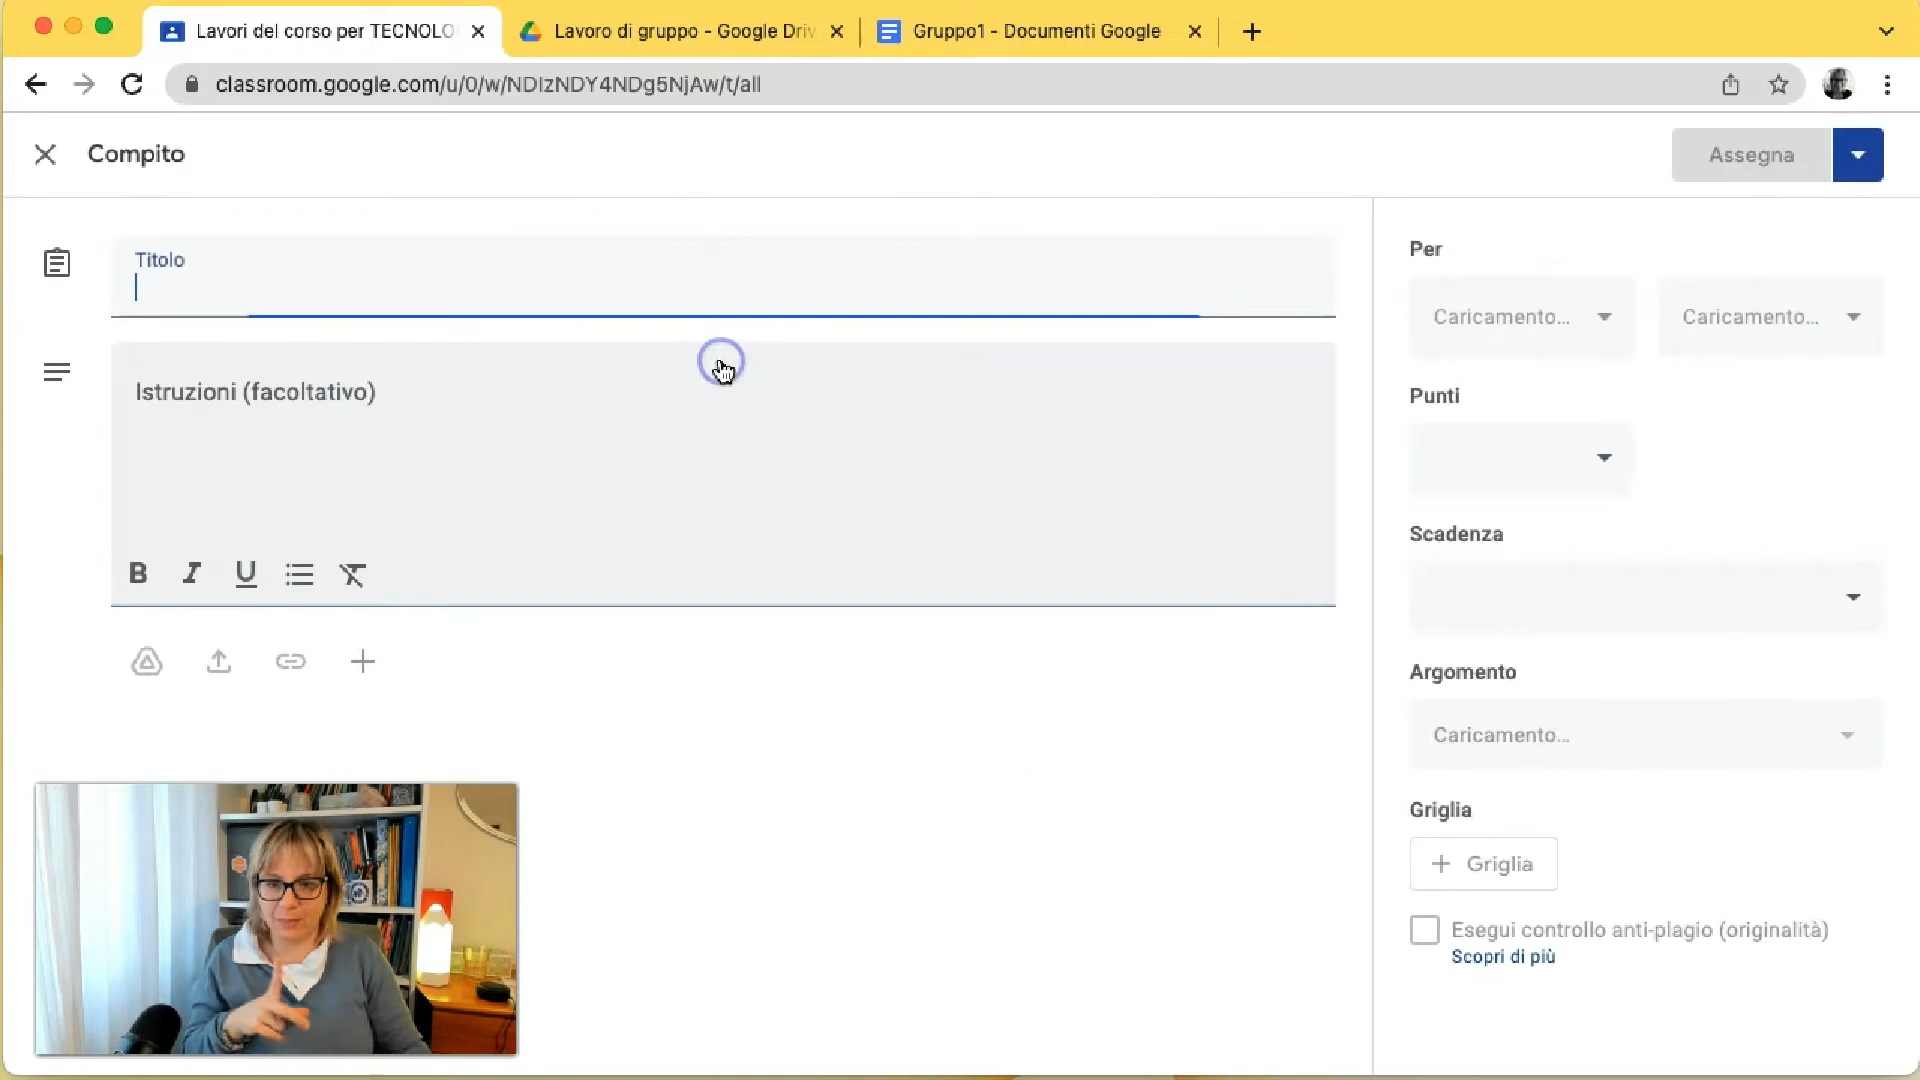 Lavori del corso per TECNOLO
Lavoro di gruppo - Google Driv
Gruppo1 - Documenti Google
classroom.google.com/u/0/w/NDIzNDY4NDg5NjAw/t/all
Compito
Assegna
Titolo
Istruzioni (facoltativo)
B I U
Per
Caricamento...
Caricamento...
Punti
Scadenza
Argomento
Caricamento...
Griglia
+ Griglia
Esegui controllo anti-plagio (originalità)
Scopri di più